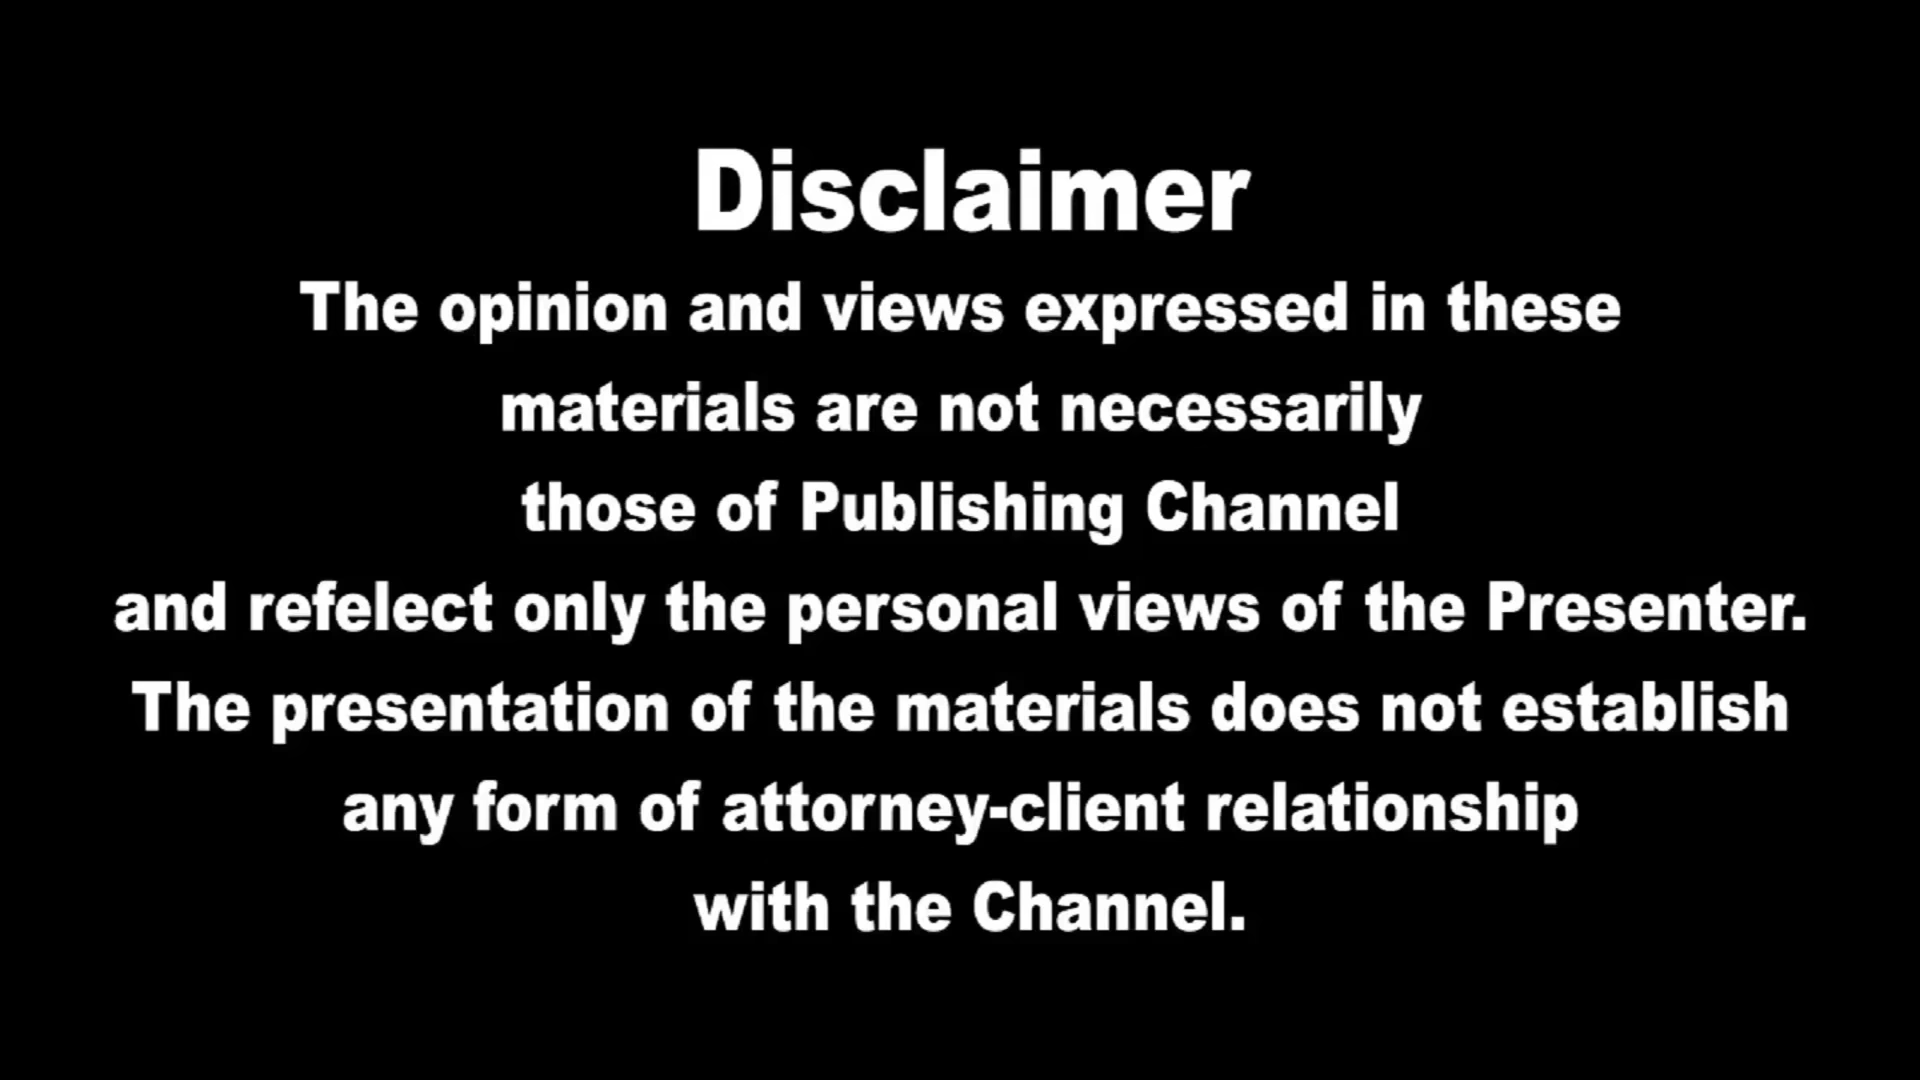 Disclaimer
The opinion and views expressed in these
materials are not necessarily
those of Publishing Channel
and refelect only the personal views of the Presenter.
The presentation of the materials does not establish
any form of attorney-client relationship
with the Channel.